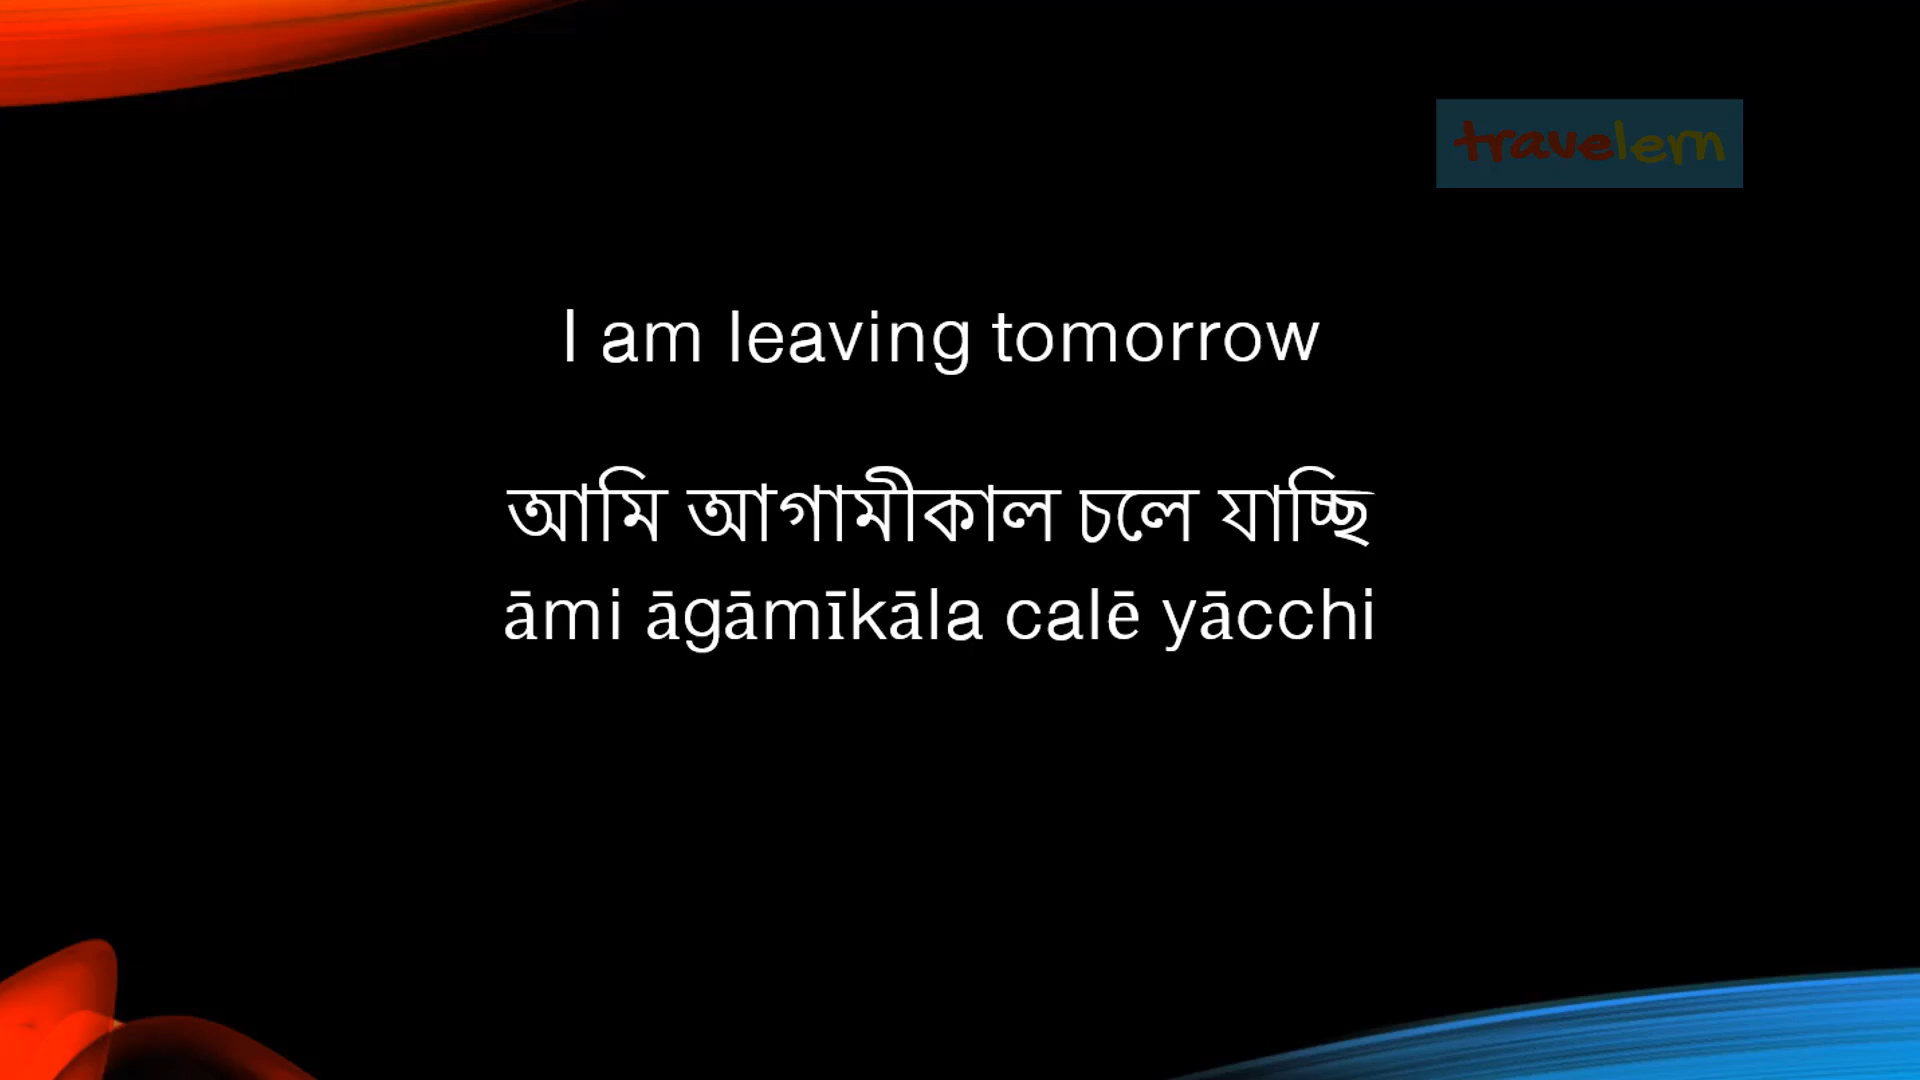 travelern
I am leaving tomorrow
আমি আগামীকাল চলে যাচ্ছি
āmi āgāmīkāla calē yācchi